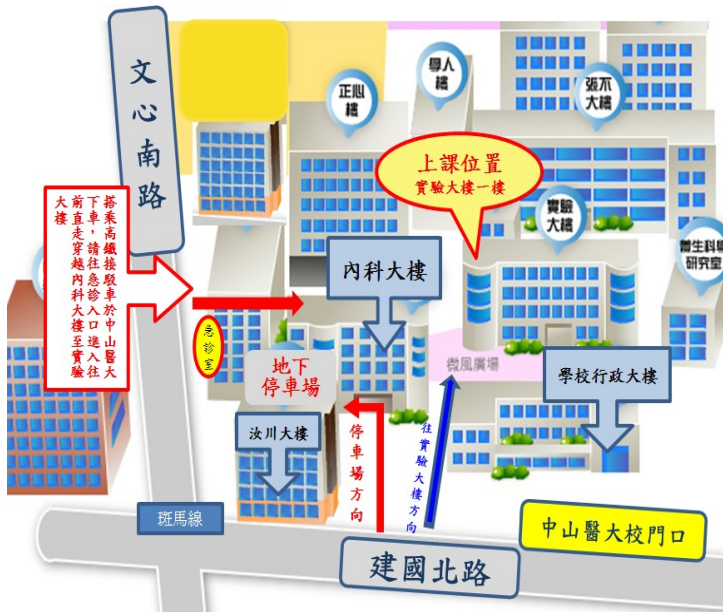 文心南路
正心樓
學人樓
張不大樓
上課位置
實驗大樓一樓
實驗大樓
善生科學研究室
搭乘高鐵接駁車於中山醫大
下車，請往急診入口進入往
前直走穿越內科大樓至實驗
大樓
內科大樓
急診室
地下
停車場
微風廣場
學校行政大樓
汝川大樓
停車場方向
往實驗大樓方向
斑馬線
中山醫大校門口
建國北路